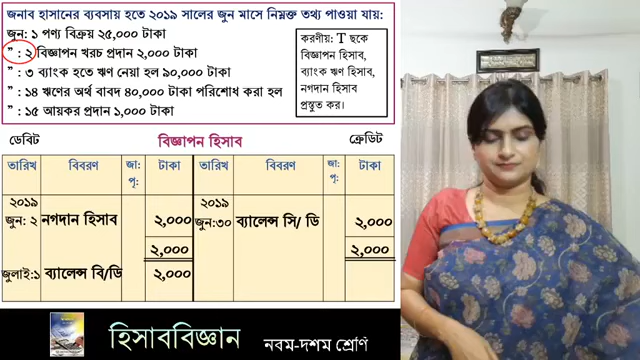 জনাব হাসানের ব্যবসায় হতে ২০১৯ সালের জুন মাসে নিম্নক্ত তথ্য পাওয়া যায়:
জুন: ১ পণ্য বিক্রয় ২৫,০০০ টাকা
” : ২ বিজ্ঞাপন খরচ প্রদান ২,০০০ টাকা
” : ৩ ব্যাংক হতে ঋণ নেয়া হল ৯০,০০০ টাকা
” : ১৪ ঋণের অর্থ বাবদ ৪০,০০০ টাকা পরিশোধ করা হল
” : ১৫ আয়কর প্রদান ১,০০০ টাকা
করণীয়: T ছকে
বিজ্ঞাপন হিসাব,
ব্যাংক ঋণ হিসাব,
নগদান হিসাব
প্রস্তুত কর।
ডেবিট বিজ্ঞাপন হিসাব ক্রেডিট
তারিখ বিবরণ জা: পৃ: টাকা তারিখ বিবরণ জা: পৃ: টাকা
২০১৯ ২০১৯
জুন: ২ নগদান হিসাব ২,০০০ জুন:৩০ ব্যালেন্স সি/ ডি ২,০০০
২,০০০ ২,০০০
জুলাই:১ ব্যালেন্স বি/ডি ২,০০০
হিসাববিজ্ঞান নবম-দশম শ্রেণি